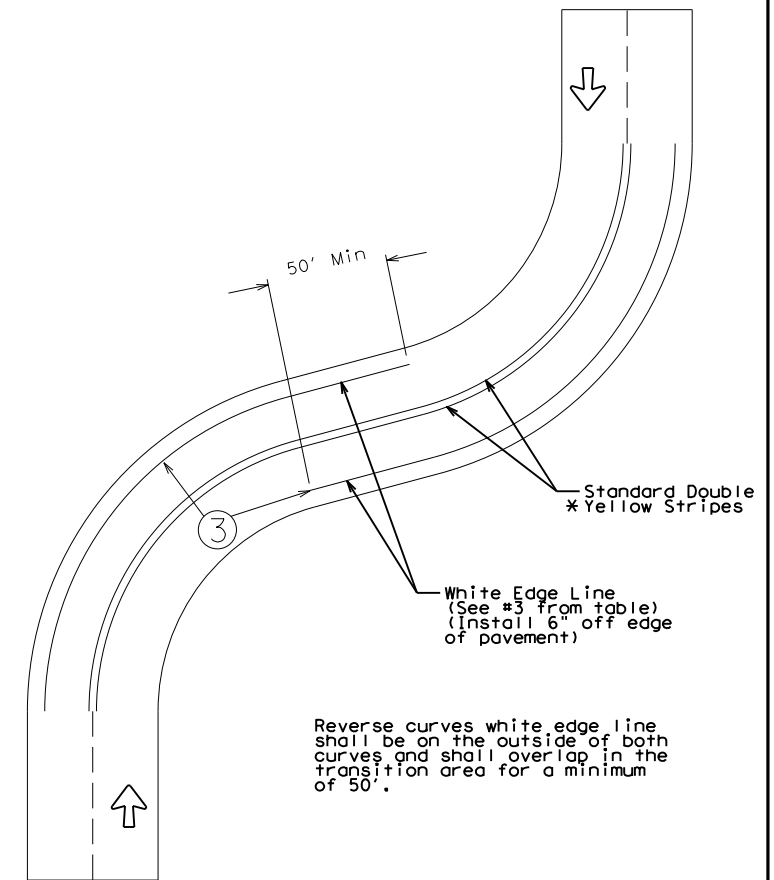 50' Min
Standard Double
* Yellow Stripes
3
White Edge Line
(See #3 from table)
(Install 6" off edge
of pavement)
Reverse curves white edge line
shall be on the outside of both
curves and shall overlap in the
transition area for a minimum
of 50'.